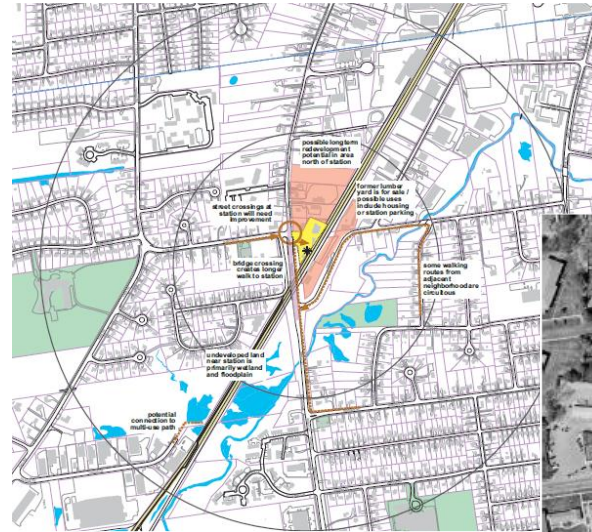 possible long term
redevelopment
potential in area
north of station
former lumber
yard is for sale /
possible uses
include housing
or station parking
street crossings at
station will need
improvement
bridge crossing
creates longer
walk to station
some walking
routes from
adjacent
neighborhood are
circuitous
undeveloped land
near station is
primarily wetland
and floodplain
potential
connection to
multi-use path